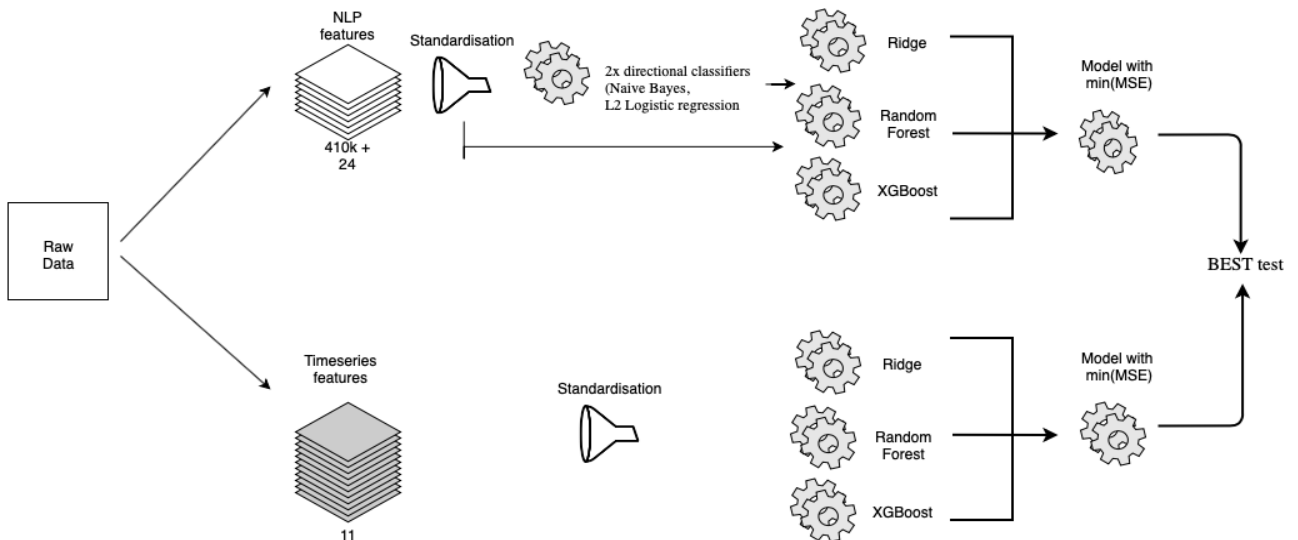 NLP
features
410k +
24
Standardisation
2x directional classifiers
(Naive Bayes,
L2 Logistic regression
Ridge
Random
Forest
XGBoost
Model with
min(MSE)
Raw
Data
BEST test
Timeseries
features
11
Standardisation
Ridge
Random
Forest
XGBoost
Model with
min(MSE)